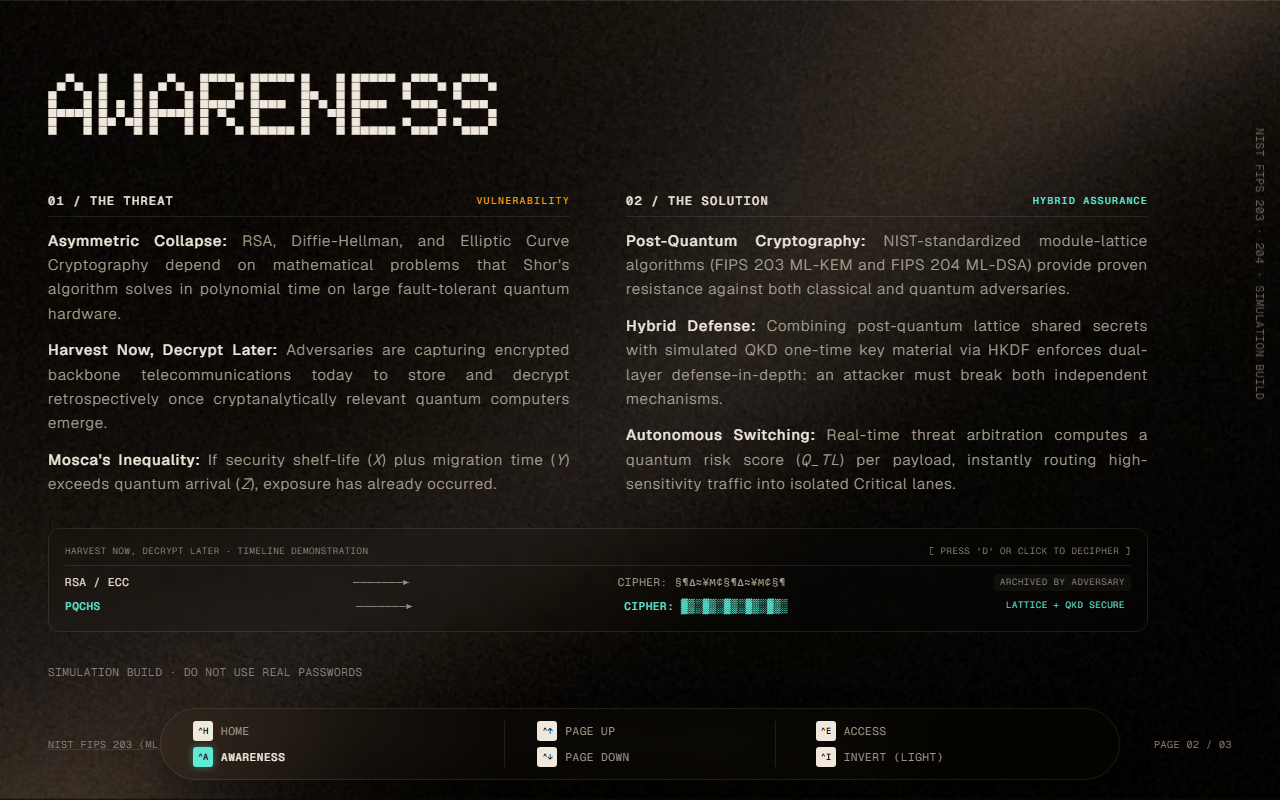 AWARENESS
01 / THE THREAT
VULNERABILITY
Asymmetric Collapse: RSA, Diffie-Hellman, and Elliptic Curve
Cryptography depend on mathematical problems that Shor's
algorithm solves in polynomial time on large fault-tolerant quantum
hardware.
Harvest Now, Decrypt Later: Adversaries are capturing encrypted
backbone telecommunications today to store and decrypt
retrospectively once cryptanalytically relevant quantum computers
emerge.
Mosca's Inequality: If security shelf-life (X) plus migration time (Y)
exceeds quantum arrival (Z), exposure has already occurred.
02 / THE SOLUTION
HYBRID ASSURANCE
Post-Quantum Cryptography: NIST-standardized module-lattice
algorithms (FIPS 203 ML-KEM and FIPS 204 ML-DSA) provide proven
resistance against both classical and quantum adversaries.
Hybrid Defense: Combining post-quantum lattice shared secrets
with simulated QKD one-time key material via HKDF enforces dual-
layer defense-in-depth: an attacker must break both independent
mechanisms.
Autonomous Switching: Real-time threat arbitration computes a
quantum risk score (Q_TL) per payload, instantly routing high-
sensitivity traffic into isolated Critical lanes.
NIST FIPS 203 · 204 · SIMULATION BUILD
HARVEST NOW, DECRYPT LATER · TIMELINE DEMONSTRATION
[ PRESS 'D' OR CLICK TO DECIPHER ]
RSA / ECC ───────► CIPHER: §¶∆≈¥M¢§¶∆≈¥M¢§¶ ARCHIVED BY ADVERSARY
PQCHS ───────► CIPHER: ▓▒░▓▒░▓▒░▓▒░▓▒░ LATTICE + QKD SECURE
SIMULATION BUILD · DO NOT USE REAL PASSWORDS
NIST FIPS 203 (ML
^H HOME
^A AWARENESS
^↑ PAGE UP
^↓ PAGE DOWN
^E ACCESS
^I INVERT (LIGHT)
PAGE 02 / 03